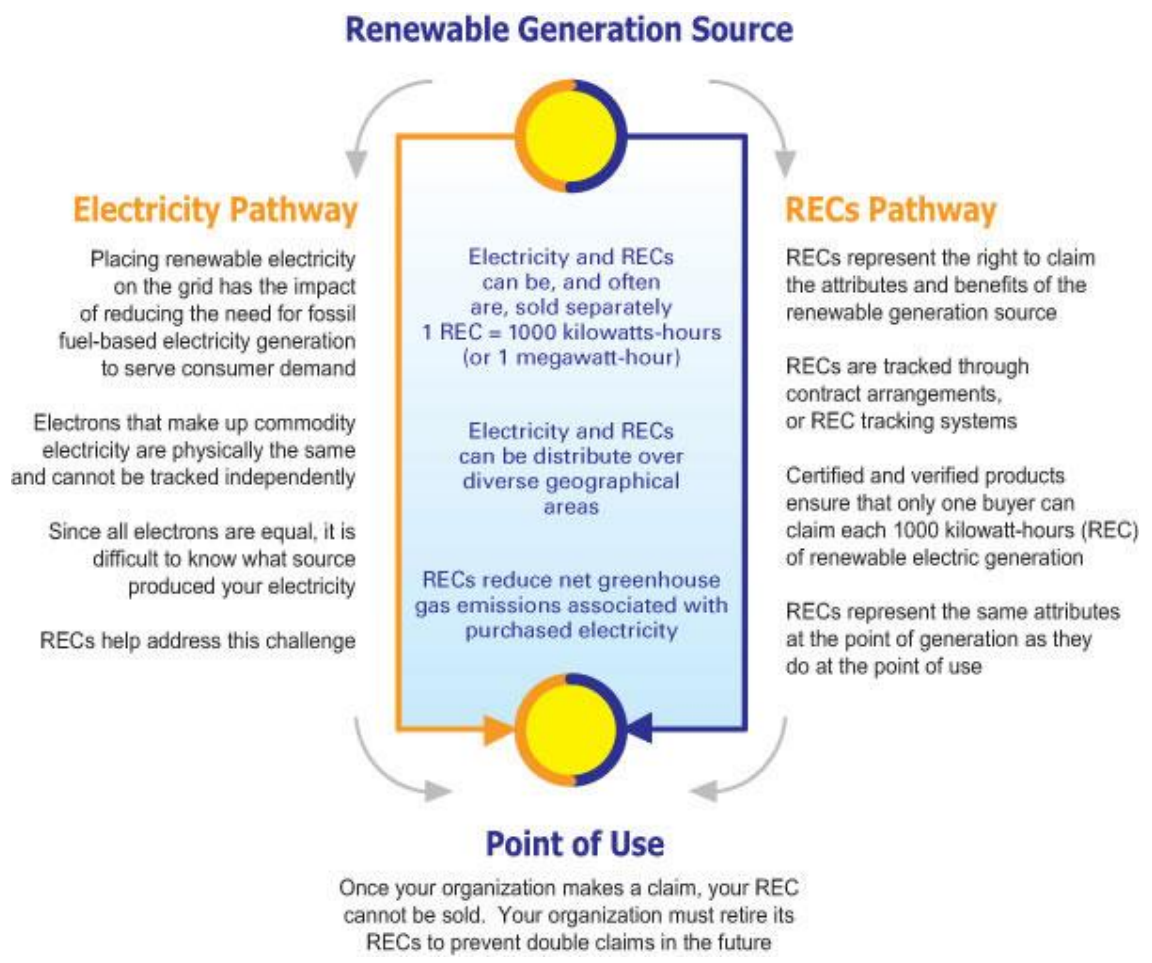 Renewable Generation Source
Electricity Pathway
Placing renewable electricity
on the grid has the impact
of reducing the need for fossil
fuel-based electricity generation
to serve consumer demand
Electrons that make up commodity
electricity are physically the same
and cannot be tracked independently
Since all electrons are equal, it is
difficult to know what source
produced your electricity
RECs help address this challenge
Electricity and RECs
can be, and often
are, sold separately
1 REC = 1000 kilowatts-hours
(or 1 megawatt-hour)
Electricity and RECs
can be distribute over
diverse geographical
areas
RECs reduce net greenhouse
gas emissions associated with
purchased electricity
RECs Pathway
RECs represent the right to claim
the attributes and benefits of the
renewable generation source
RECs are tracked through
contract arrangements,
or REC tracking systems
Certified and verified products
ensure that only one buyer can
claim each 1000 kilowatt-hours (REC)
of renewable electric generation
RECs represent the same attributes
at the point of generation as they
do at the point of use
Point of Use
Once your organization makes a claim, your REC
cannot be sold.  Your organization must retire its
RECs to prevent double claims in the future